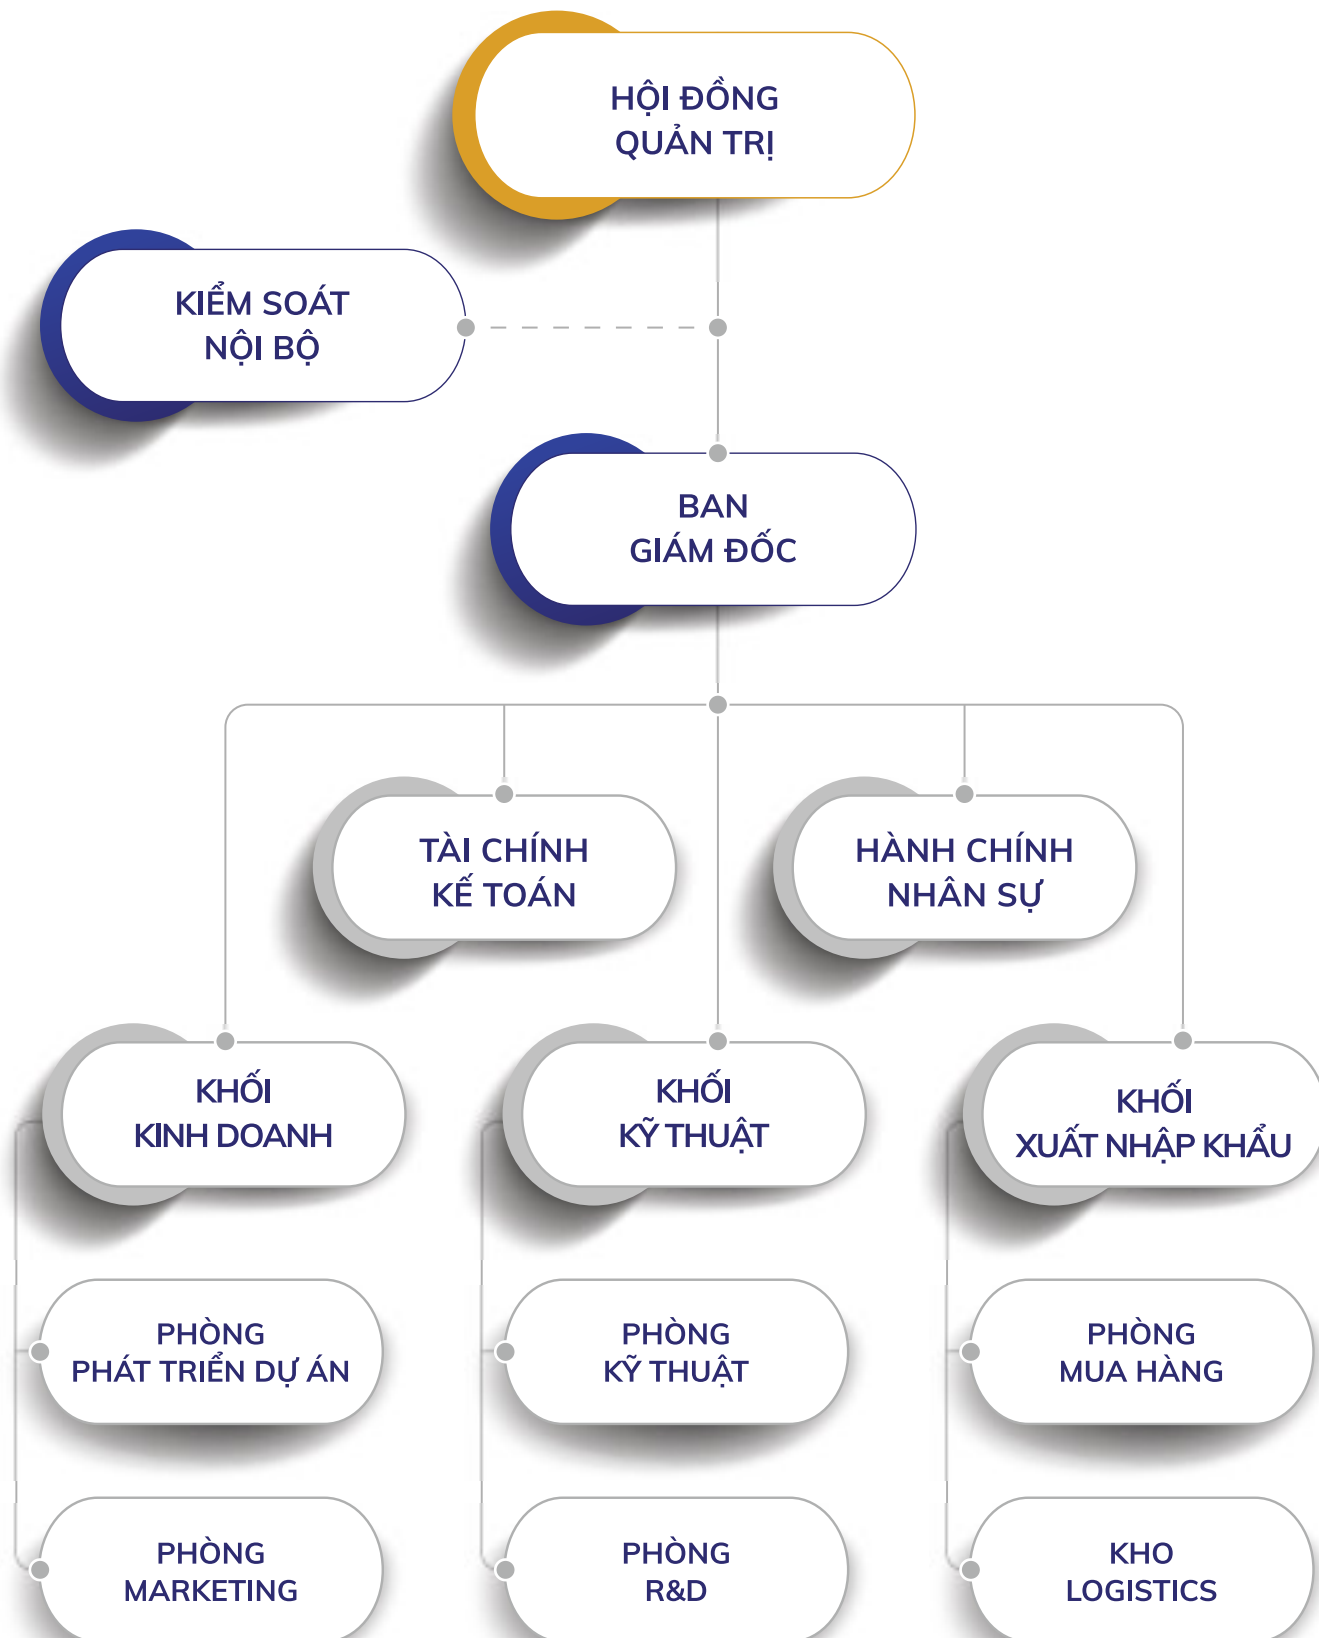 HỘI ĐỒNG
QUẢN TRỊ
KIỂM SOÁT
NỘI BỘ
BAN
GIÁM ĐỐC
TÀI CHÍNH
KẾ TOÁN
HÀNH CHÍNH
NHÂN SỰ
KHỐI
KINH DOANH
KHỐI
KỸ THUẬT
KHỐI
XUẤT NHẬP KHẨU
PHÒNG
PHÁT TRIỂN DỰ ÁN
PHÒNG
KỸ THUẬT
PHÒNG
MUA HÀNG
PHÒNG
MARKETING
PHÒNG
R&D
KHO
LOGISTICS